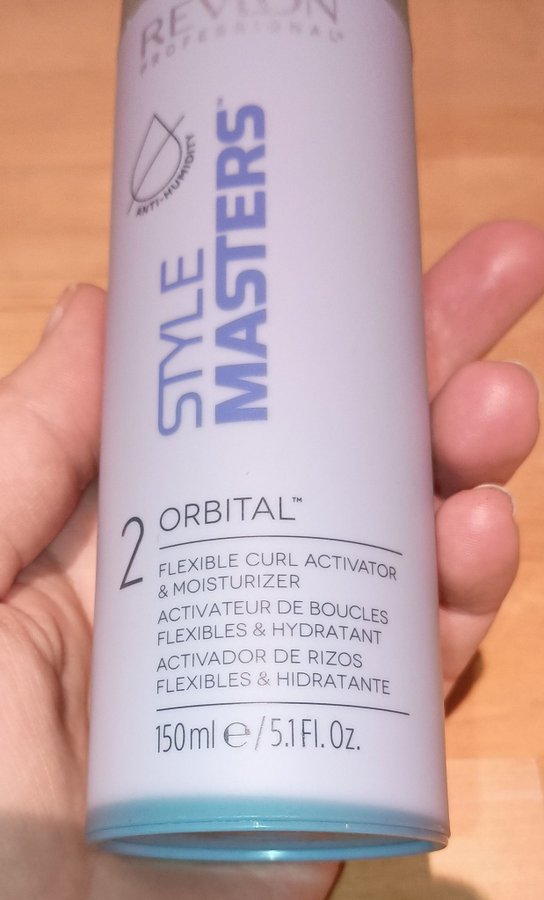 REVLON
PROFESSIONAL®
ANTI-HUMIDITY
STYLE
MASTERS™
2
ORBITAL™
FLEXIBLE CURL ACTIVATOR
& MOISTURIZER
ACTIVATEUR DE BOUCLES
FLEXIBLES & HYDRATANT
ACTIVADOR DE RIZOS
FLEXIBLES & HIDRATANTE
150ml ℮/5.1Fl.Oz.